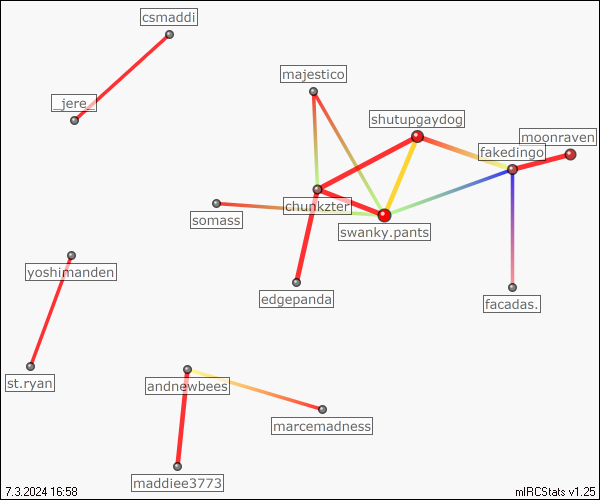 csmaddi
majestico
_jere_
shutupgaydog
moonraven
fakedingo
chunkzter
somass
swanky.pants
yoshimanden
edgepanda
facadas.
st.ryan
andnewbees
marcemadness
maddiee3773
7.3.2024 16:58
mIRCStats v1.25